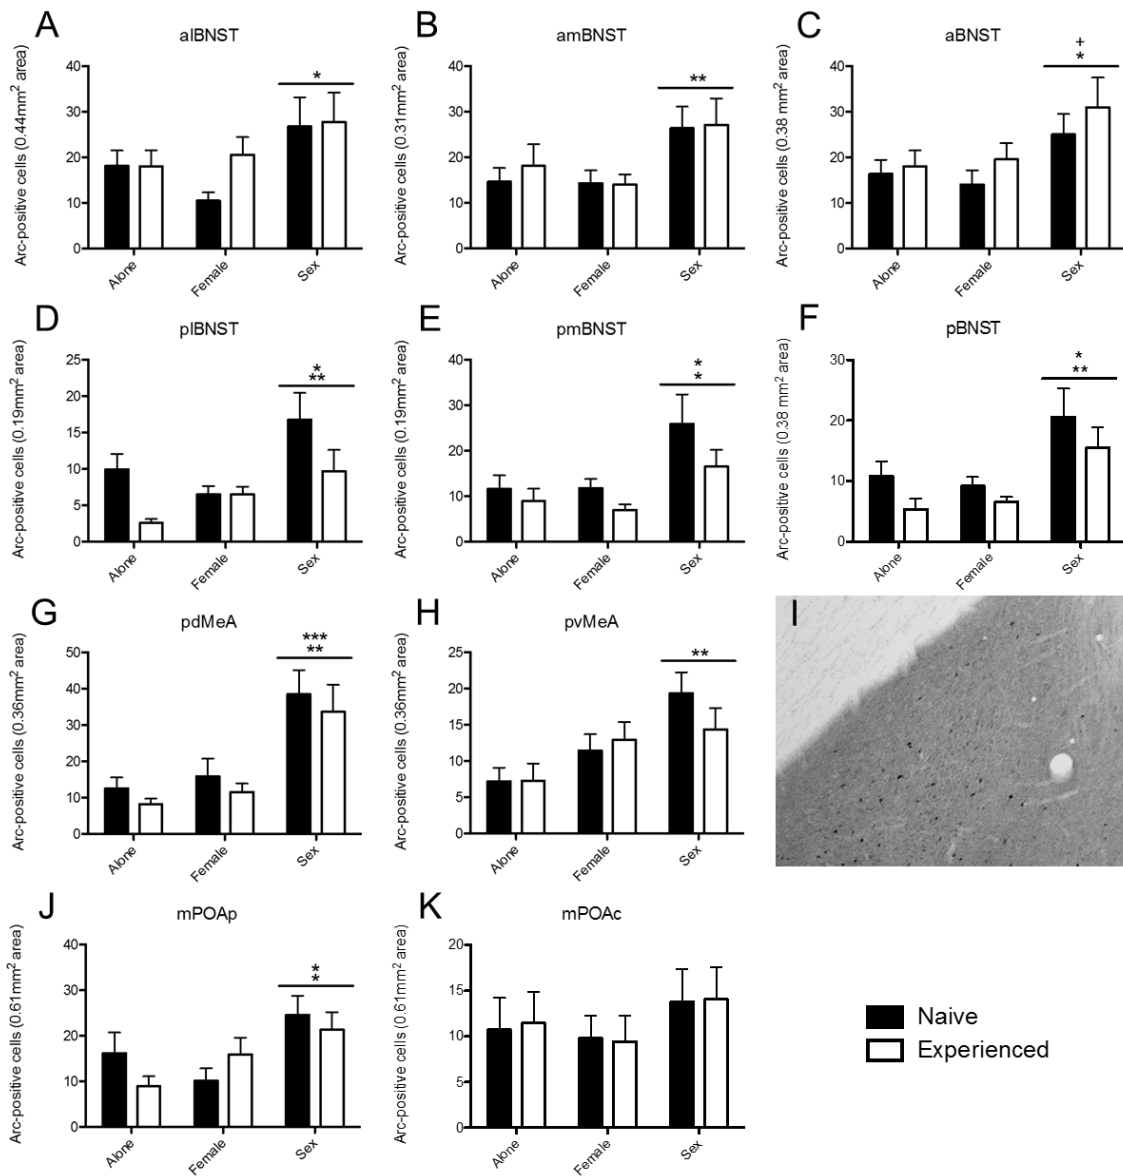 A
alBNST
Arc-positive cells (0.44mm² area)
40
30
20
10
0
*
Alone
Female
Sex
B
amBNST
Arc-positive cells (0.31mm² area)
40
30
20
10
0
**
Alone
Female
Sex
C
aBNST
Arc-positive cells (0.38 mm² area)
40
30
20
10
0
+
*
Alone
Female
Sex
D
plBNST
Arc-positive cells (0.19mm² area)
25
20
15
10
5
0
*
**
Alone
Female
Sex
E
pmBNST
Arc-positive cells (0.19mm² area)
40
30
20
10
0
*
*
Alone
Female
Sex
F
pBNST
Arc-positive cells (0.38 mm² area)
30
20
10
0
*
**
Alone
Female
Sex
G
pdMeA
Arc-positive cells (0.36mm² area)
50
40
30
20
10
0
***
**
Alone
Female
Sex
H
pvMeA
Arc-positive cells (0.36mm² area)
25
20
15
10
5
0
**
Alone
Female
Sex
I
J
mPOAp
Arc-positive cells (0.61mm² area)
40
30
20
10
0
*
*
Alone
Female
Sex
K
mPOAc
Arc-positive cells (0.61mm² area)
20
15
10
5
0
Alone
Female
Sex
Naive
Experienced